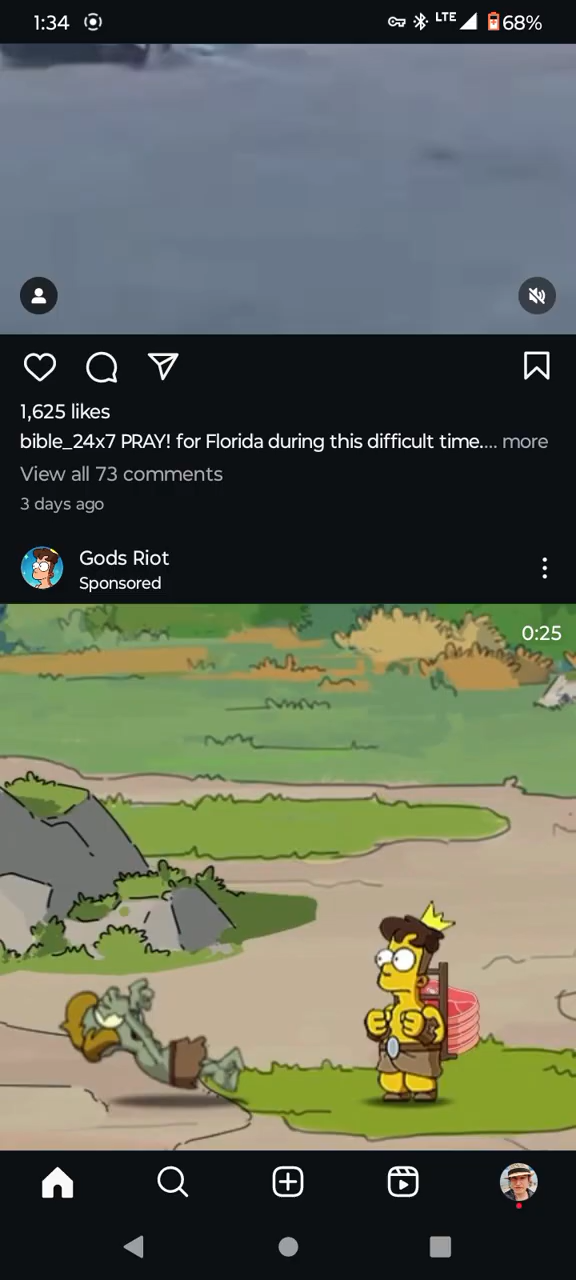 1:34
LTE 68%
1,625 likes
bible_24x7 PRAY! for Florida during this difficult time.... more
View all 73 comments
3 days ago
Gods Riot
Sponsored
0:25